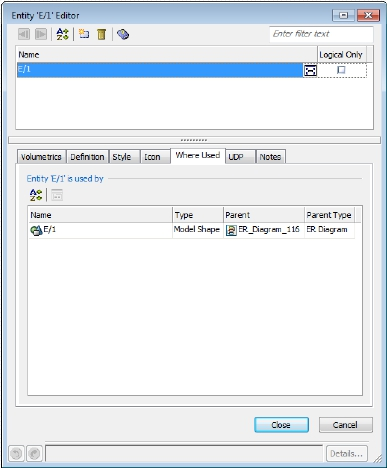 Entity 'E/1' Editor
Enter filter text
Name Logical Only
E/1
Volumetrics Definition Style Icon Where Used UDP Notes
Entity 'E/1' is used by
Name Type Parent Parent Type
E/1 Model Shape ER_Diagram_116 ER Diagram
Close Cancel
Details...